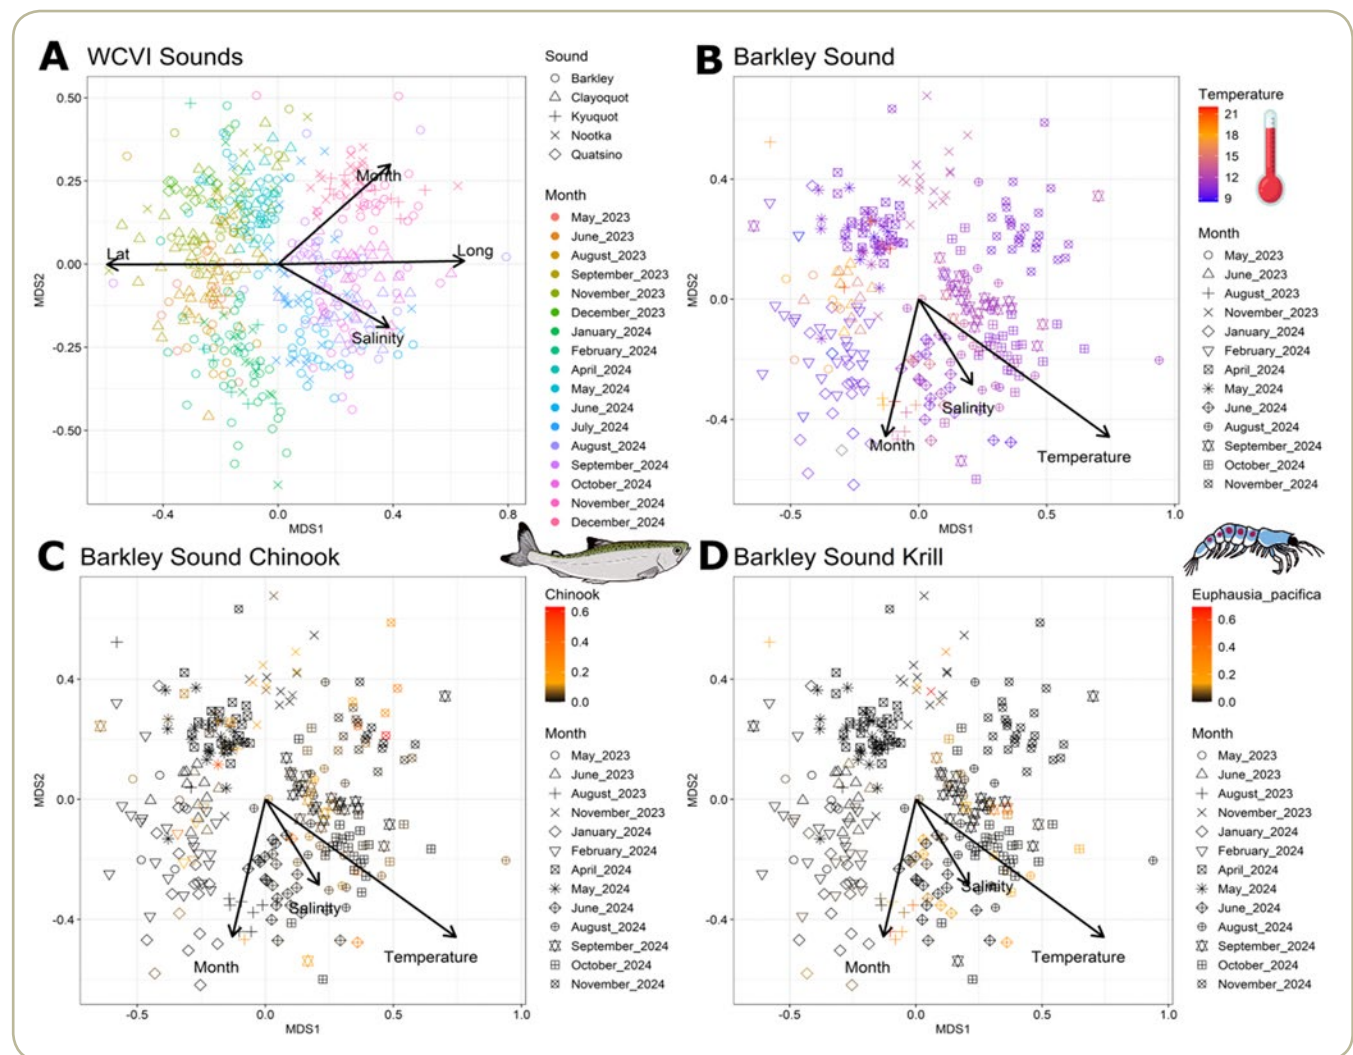 A WCVI Sounds
0.50
0.25
0.00
-0.25
-0.50
MDS2
-0.4
0.0
0.4
0.8
MDS1
Month
Lat
Long
Salinity
Sound
Barkley
Clayoquot
Kyuquot
Nootka
Quatsino
Month
May_2023
June_2023
August_2023
September_2023
November_2023
December_2023
January_2024
February_2024
April_2024
May_2024
June_2024
July_2024
August_2024
September_2024
October_2024
November_2024
December_2024
B Barkley Sound
0.4
0.0
-0.4
MDS2
-0.5
0.0
0.5
1.0
MDS1
Salinity
Month
Temperature
Temperature
21
18
15
12
9
Month
May_2023
June_2023
August_2023
November_2023
January_2024
February_2024
April_2024
May_2024
June_2024
August_2024
September_2024
October_2024
November_2024
C Barkley Sound Chinook
0.4
0.0
-0.4
MDS2
-0.5
0.0
0.5
1.0
MDS1
Salinity
Month
Temperature
Chinook
0.6
0.4
0.2
0.0
Month
May_2023
June_2023
August_2023
November_2023
January_2024
February_2024
April_2024
May_2024
June_2024
August_2024
September_2024
October_2024
November_2024
D Barkley Sound Krill
0.4
0.0
-0.4
MDS2
-0.5
0.0
0.5
1.0
MDS1
Salinity
Month
Temperature
Euphausia_pacifica
0.6
0.4
0.2
0.0
Month
May_2023
June_2023
August_2023
November_2023
January_2024
February_2024
April_2024
May_2024
June_2024
August_2024
September_2024
October_2024
November_2024